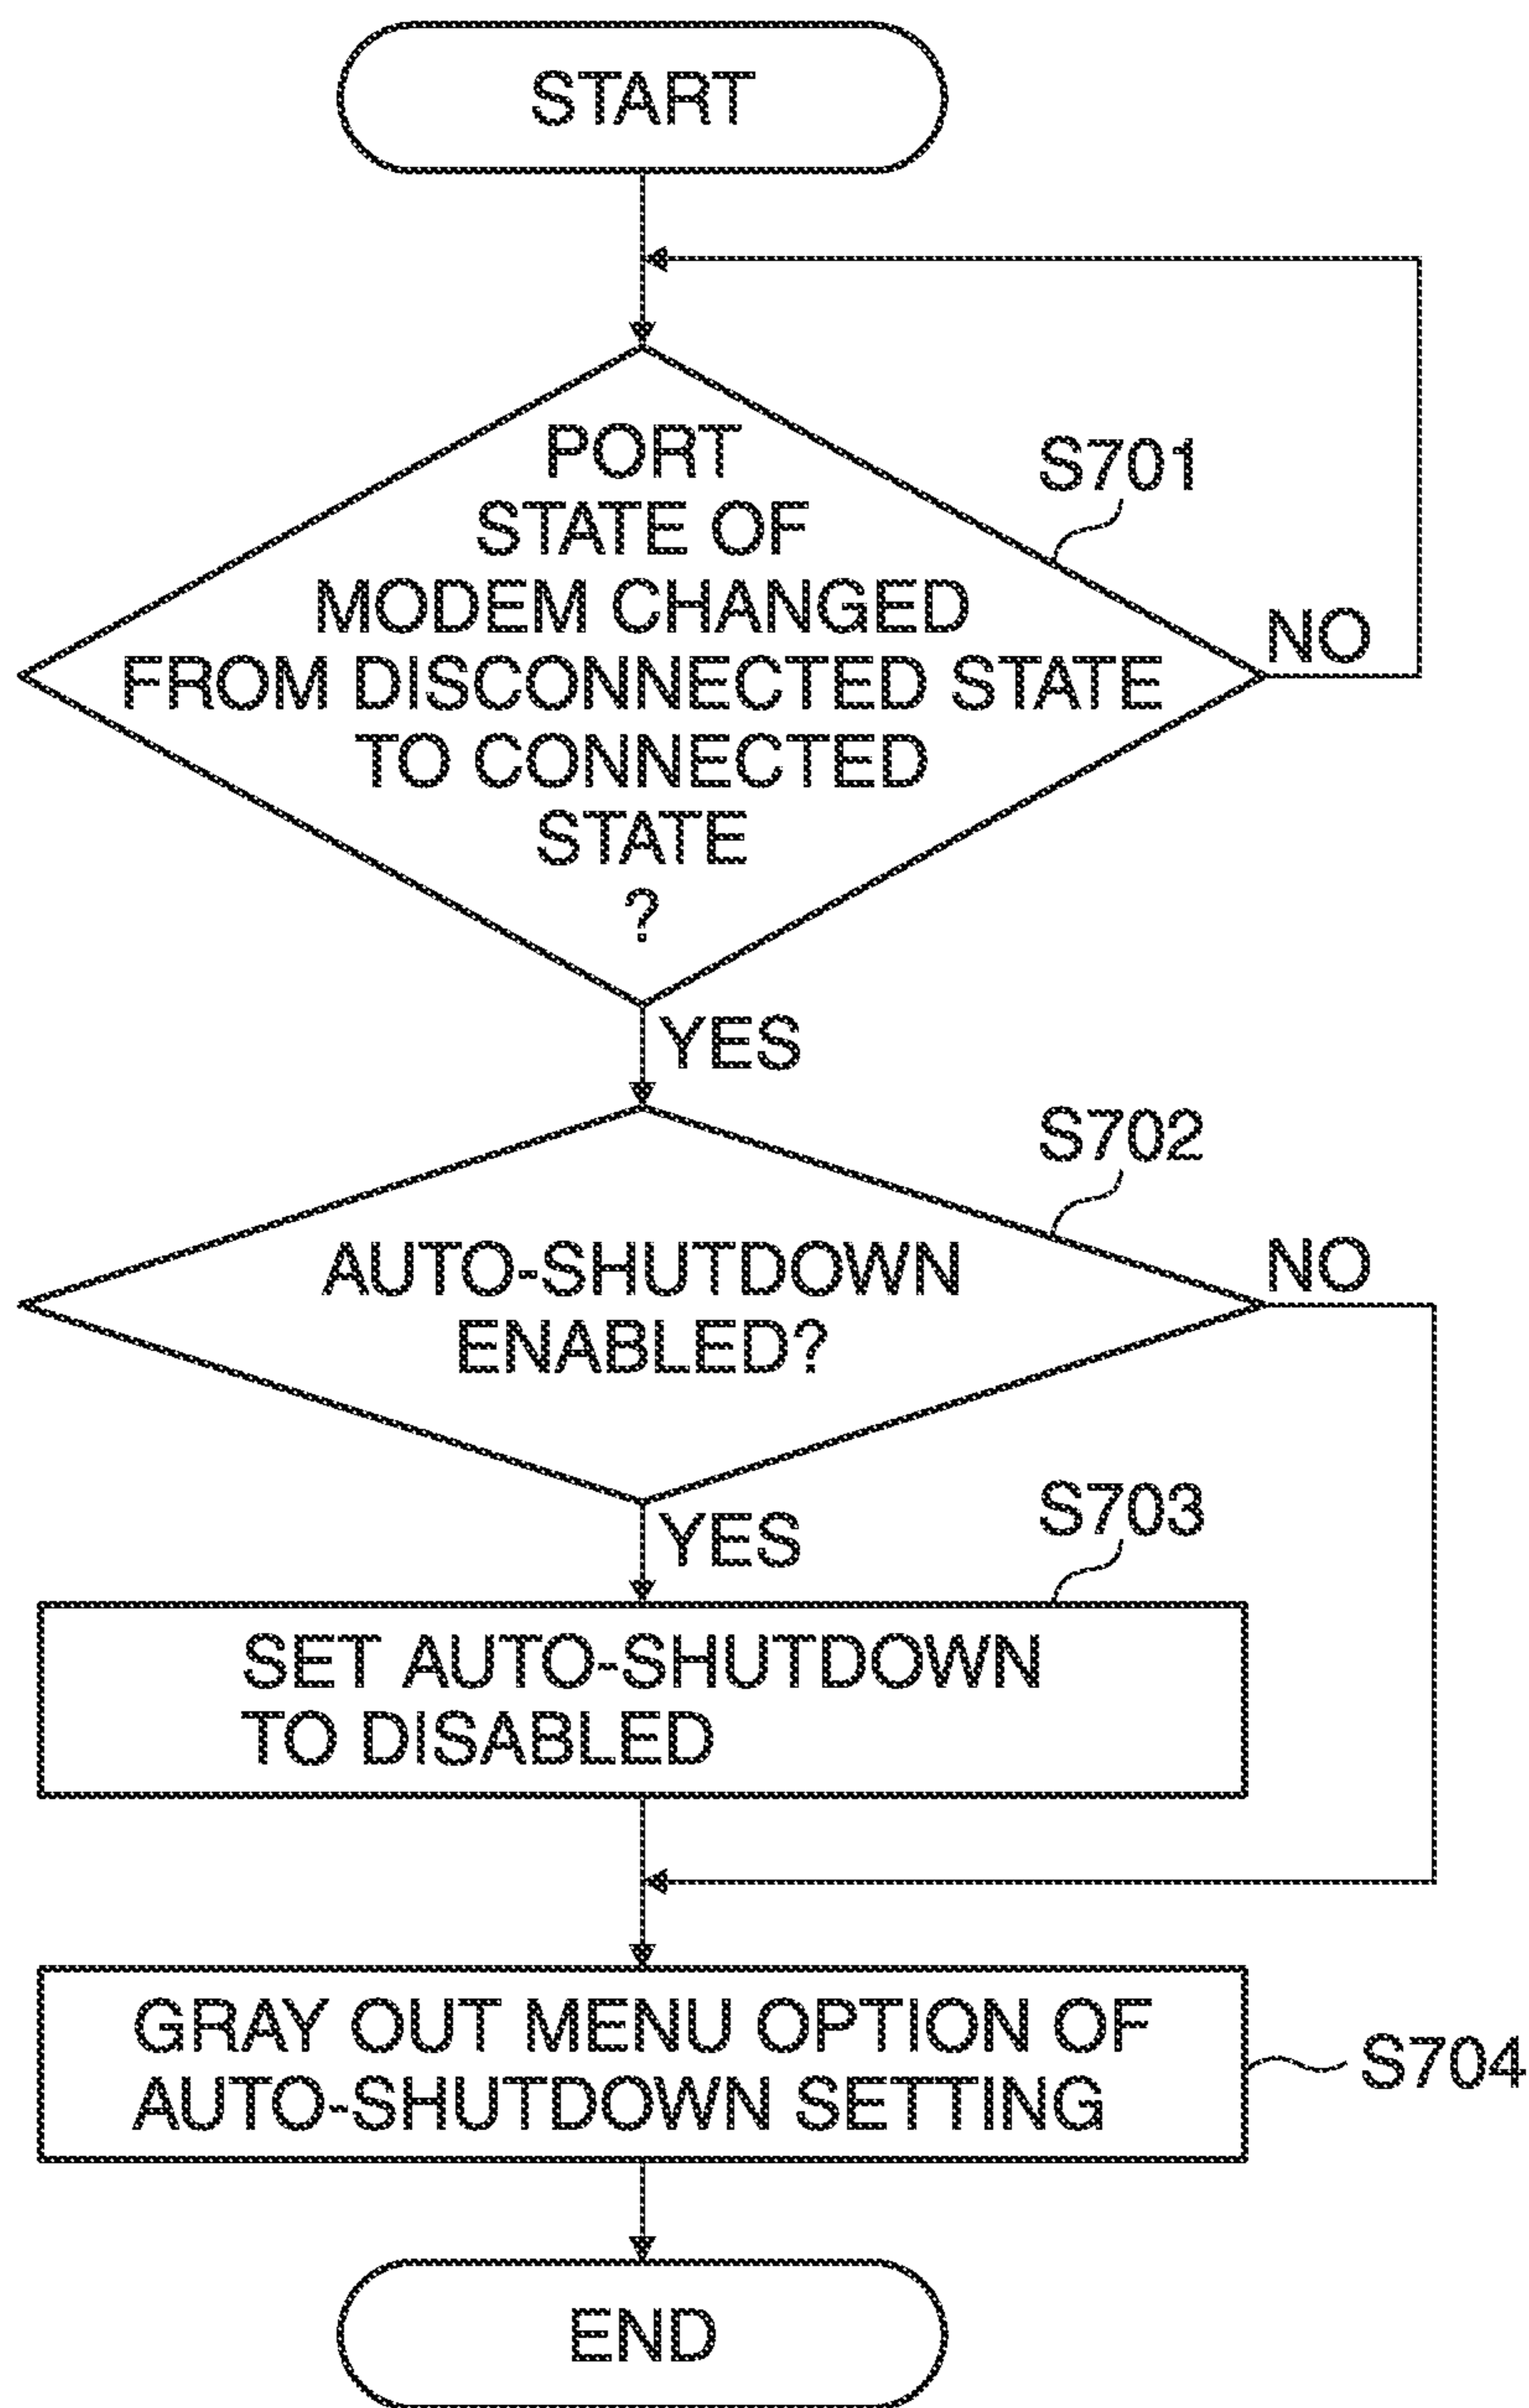 START
PORT
STATE OF
MODEM CHANGED
FROM DISCONNECTED STATE
TO CONNECTED
STATE
?
S701
NO
YES
S702
AUTO-SHUTDOWN
ENABLED?
NO
YES
S703
SET AUTO-SHUTDOWN
TO DISABLED
GRAY OUT MENU OPTION OF
AUTO-SHUTDOWN SETTING
S704
END